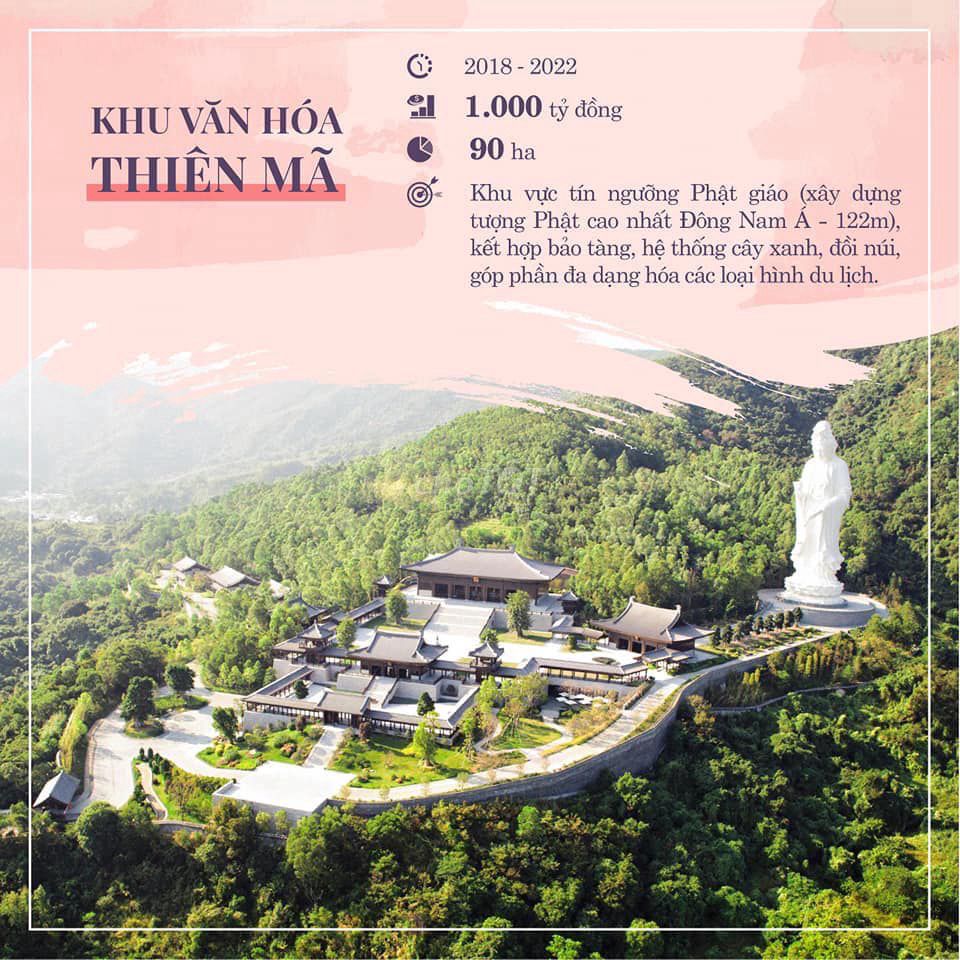 KHU VĂN HÓA
THIÊN MÃ
2018 - 2022
1.000 tỷ đồng
90 ha
Khu vực tín ngưỡng Phật giáo (xây dựng
tượng Phật cao nhất Đông Nam Á - 122m),
kết hợp bảo tàng, hệ thống cây xanh, đồi núi,
góp phần đa dạng hóa các loại hình du lịch.